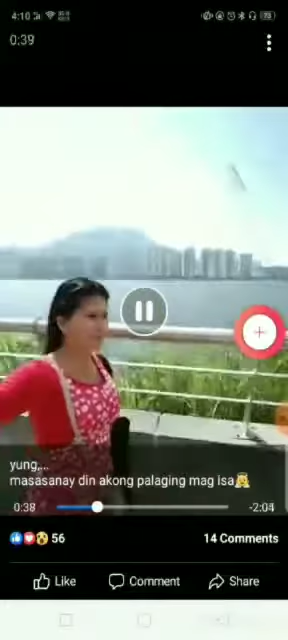 4:10
0:39
yung,...
masasanay din akong palaging mag isa
0:38
-2:04
56
14 Comments
Like
Comment
Share